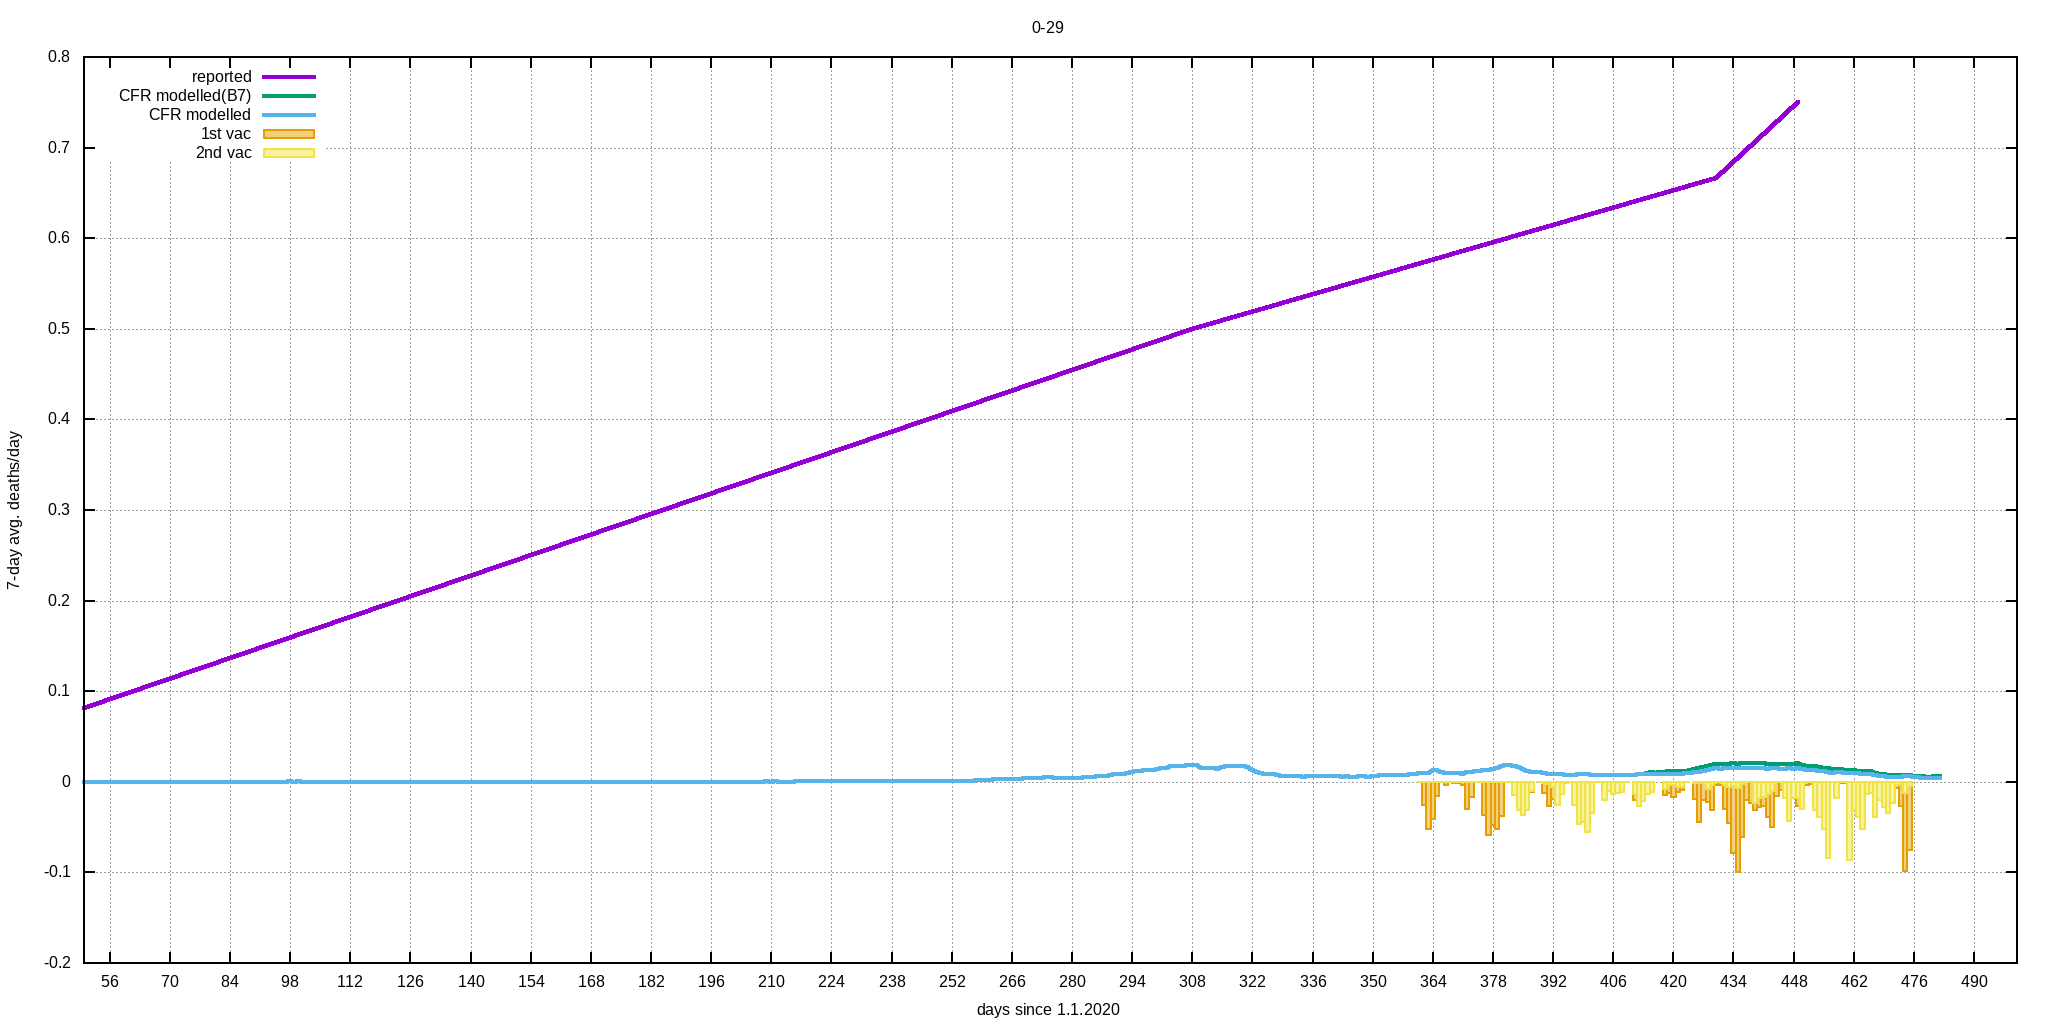 0-29
0.8
0.7
0.6
0.5
0.4
0.3
0.2
0.1
0
-0.1
-0.2
7-day avg. deaths/day
reported
CFR modelled(B7)
CFR modelled
1st vac
2nd vac
56 70 84 98 112 126 140 154 168 182 196 210 224 238 252 266 280 294 308 322 336 350 364 378 392 406 420 434 448 462 476 490
days since 1.1.2020